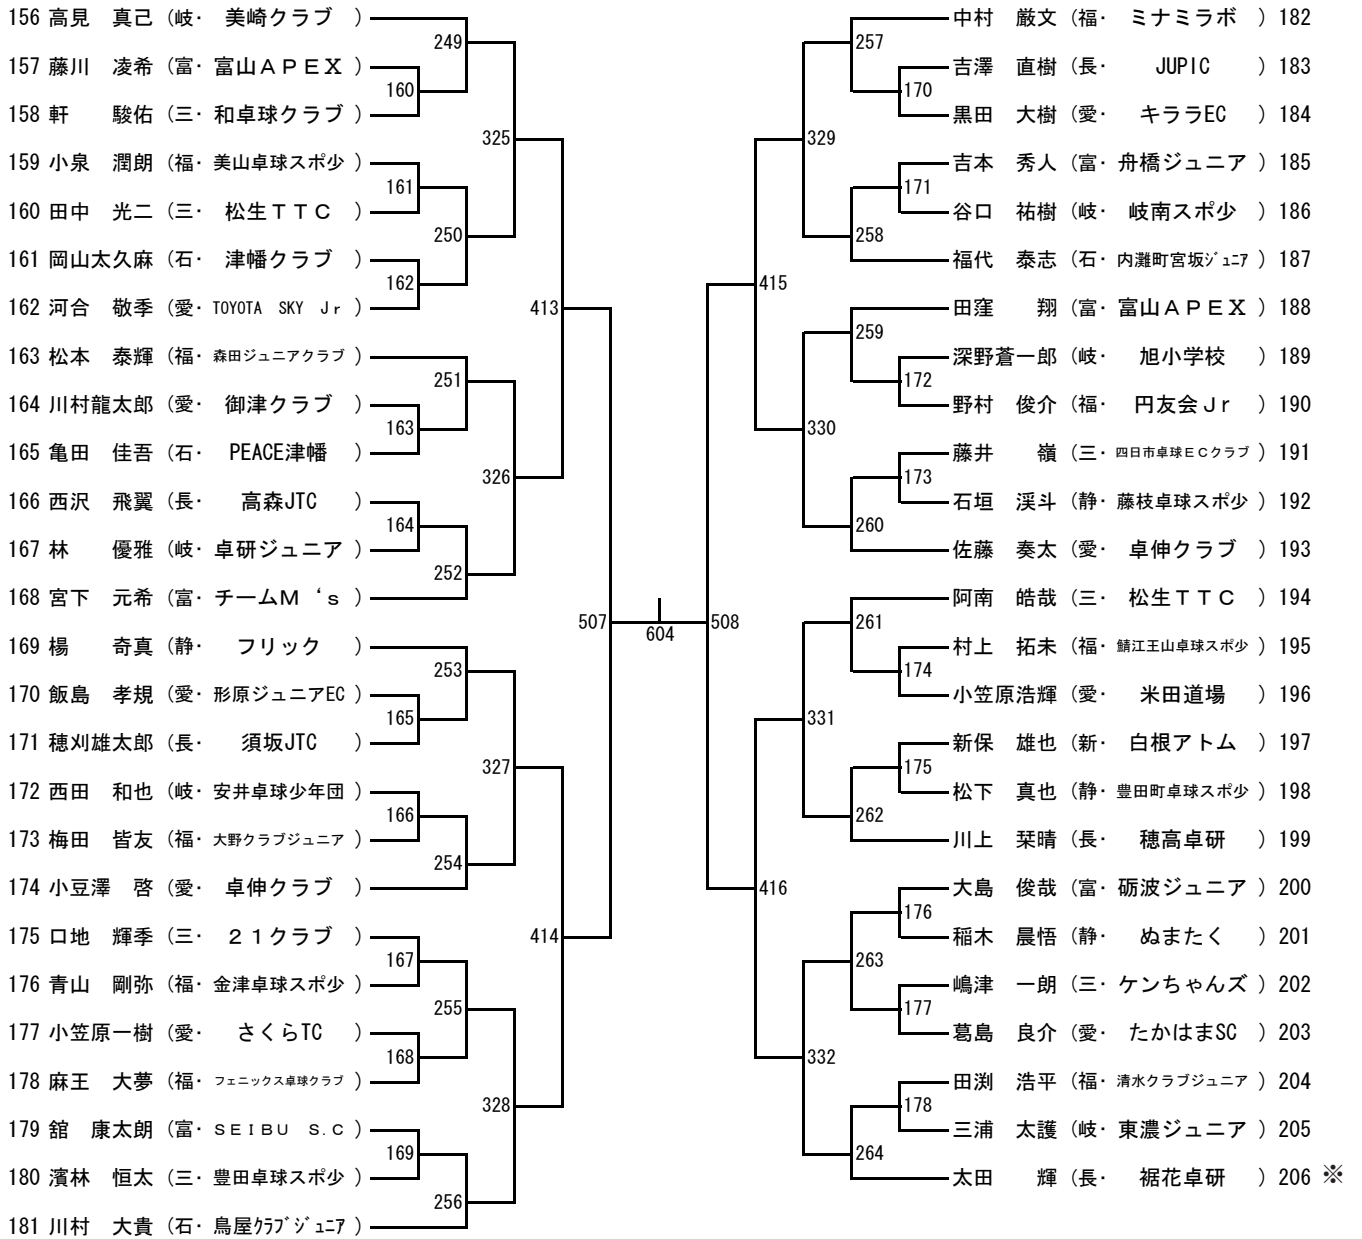 156 高見　真己 (岐・ 美崎クラブ )
157 藤川　凌希 (富・ 富山ＡＰＥＸ )
158 軒　　駿佑 (三・ 和卓球クラブ )
159 小泉　潤朗 (福・ 美山卓球スポ少 )
160 田中　光二 (三・ 松生ＴＴＣ )
161 岡山太久麻 (石・ 津幡クラブ )
162 河合　敬季 (愛・ TOYOTA SKY Jr )
163 松本　泰輝 (福・ 森田ジュニアクラブ )
164 川村龍太郎 (愛・ 御津クラブ )
165 亀田　佳吾 (石・ PEACE津幡 )
166 西沢　飛翼 (長・ 高森JTC )
167 林　　優雅 (岐・ 卓研ジュニア )
168 宮下　元希 (富・ チームＭ‘ｓ )
169 楊　　奇真 (静・ フリック )
170 飯島　孝規 (愛・ 形原ジュニアEC )
171 穂刈雄太郎 (長・ 須坂JTC )
172 西田　和也 (岐・ 安井卓球少年団 )
173 梅田　皆友 (福・ 大野クラブジュニア )
174 小豆澤　啓 (愛・ 卓伸クラブ )
175 口地　輝季 (三・ ２１クラブ )
176 青山　剛弥 (福・ 金津卓球スポ少 )
177 小笠原一樹 (愛・ さくらTC )
178 麻王　大夢 (福・ フェニックス卓球クラブ )
179 舘　康太朗 (富・ ＳＥＩＢＵ　Ｓ.Ｃ )
180 濱林　恒太 (三・ 豊田卓球スポ少 )
181 川村　大貴 (石・ 鳥屋ｸﾗﾌﾞｼﾞｭﾆｱ )
160
161
162
163
164
165
166
167
168
169
249
250
251
252
253
254
255
256
325
326
327
328
413
414
507
604
508
415
416
329
330
331
332
257
258
259
260
261
262
263
264
170
171
172
173
174
175
176
177
178
中村　厳文 (福・ ミナミラボ ) 182
吉澤　直樹 (長・ JUPIC ) 183
黒田　大樹 (愛・ キララEC ) 184
吉本　秀人 (富・ 舟橋ジュニア ) 185
谷口　祐樹 (岐・ 岐南スポ少 ) 186
福代　泰志 (石・ 内灘町宮坂ｼﾞｭﾆｱ ) 187
田窪　　翔 (富・ 富山ＡＰＥＸ ) 188
深野蒼一郎 (岐・ 旭小学校 ) 189
野村　俊介 (福・ 円友会Ｊｒ ) 190
藤井　　嶺 (三・ 四日市卓球ＥＣクラブ ) 191
石垣　渓斗 (静・ 藤枝卓球スポ少 ) 192
佐藤　奏太 (愛・ 卓伸クラブ ) 193
阿南　皓哉 (三・ 松生ＴＴＣ ) 194
村上　拓未 (福・ 鯖江王山卓球スポ少 ) 195
小笠原浩輝 (愛・ 米田道場 ) 196
新保　雄也 (新・ 白根アトム ) 197
松下　真也 (静・ 豊田町卓球スポ少 ) 198
川上　栞晴 (長・ 穂高卓研 ) 199
大島　俊哉 (富・ 砺波ジュニア ) 200
稲木　晨悟 (静・ ぬまたく ) 201
嶋津　一朗 (三・ ケンちゃんズ ) 202
葛島　良介 (愛・ たかはまSC ) 203
田渕　浩平 (福・ 清水クラブジュニア ) 204
三浦　太護 (岐・ 東濃ジュニア ) 205
太田　　輝 (長・ 裾花卓研 ) 206 ※